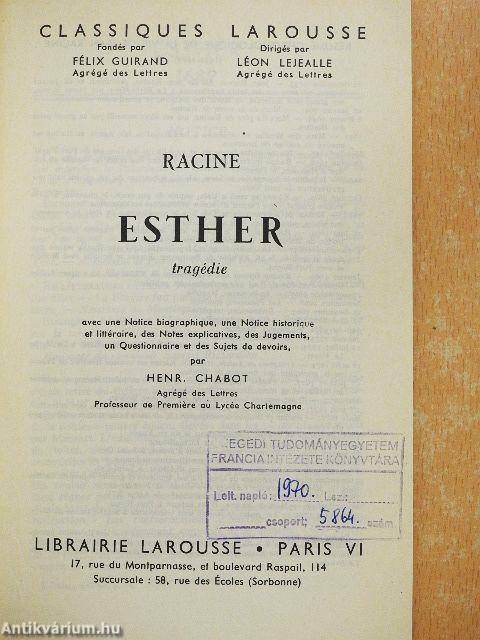 CLASSIQUES LAROUSSE
Fondés par Dirigés par
FÉLIX GUIRAND LÉON LEJEALLE
Agrégé des Lettres Agrégé des Lettres
RACINE
ESTHER
tragédie
avec une Notice biographique, une Notice historique
et littéraire, des Notes explicatives, des Jugements,
un Questionnaire et des Sujets de devoirs,
par
HENR. CHABOT
Agrégé des Lettres
Professeur de Première au Lycée Charlemagne
EGEDI TUDOMÁNYEGYETEM
FRANCIA INTÉZETE KÖNYVTÁRA
Lelt. napló: 1970. Lsz.:
csoport; 5864. szám
LIBRAIRIE LAROUSSE • PARIS VI
17, rue du Montparnasse, et boulevard Raspail, 114
Succursale : 58, rue des Écoles (Sorbonne)
Antikvárium.hu